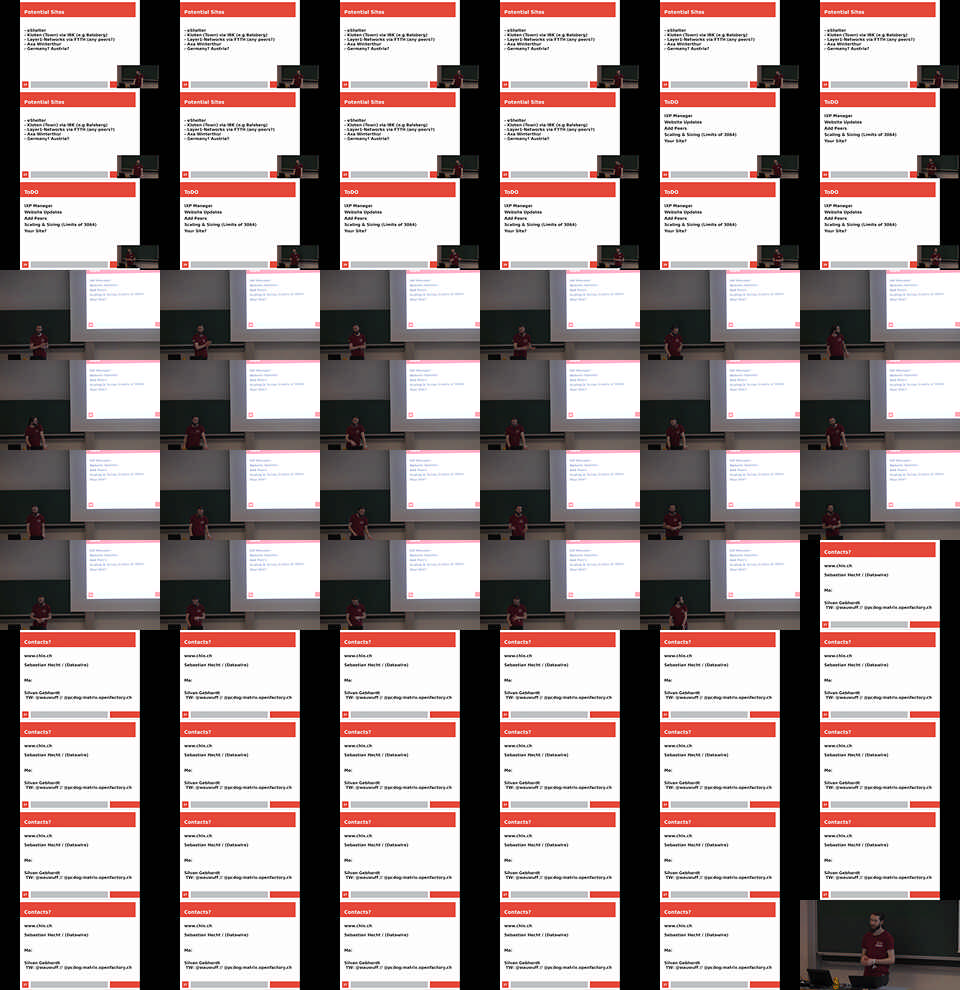 Potential Sites
- eShelter
- Kloten (Town) via IRK (e.g Balsberg)
- Layer1-Networks via FTTH (any peers?)
- Axa Winterthur
- Germany? Austria?
ToDO
IXP Manager
Website Updates
Add Peers
Scaling & Sizing (Limits of 3064)
Your Site?
Contacts?
www.chix.ch
Sebastian Hecht / (Datawire)
Me:
Silvan Gebhardt
TW: @wauwuff // @pcdog:matrix.openfactory.ch